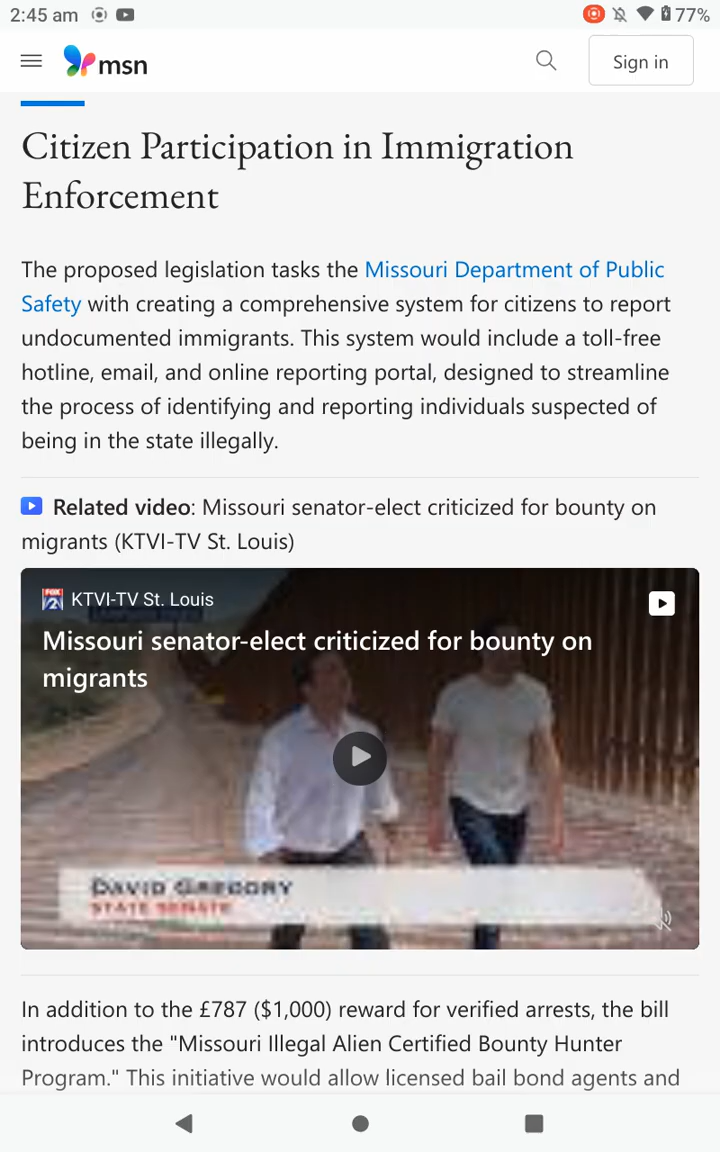 2:45 am
77%
msn
Sign in
Citizen Participation in Immigration
Enforcement
The proposed legislation tasks the Missouri Department of Public
Safety with creating a comprehensive system for citizens to report
undocumented immigrants. This system would include a toll-free
hotline, email, and online reporting portal, designed to streamline
the process of identifying and reporting individuals suspected of
being in the state illegally.
Related video: Missouri senator-elect criticized for bounty on
migrants (KTVI-TV St. Louis)
FOX
2
KTVI-TV St. Louis
Missouri senator-elect criticized for bounty on
migrants
DAVID GREGORY
STATE SENATE
In addition to the £787 ($1,000) reward for verified arrests, the bill
introduces the "Missouri Illegal Alien Certified Bounty Hunter
Program." This initiative would allow licensed bail bond agents and